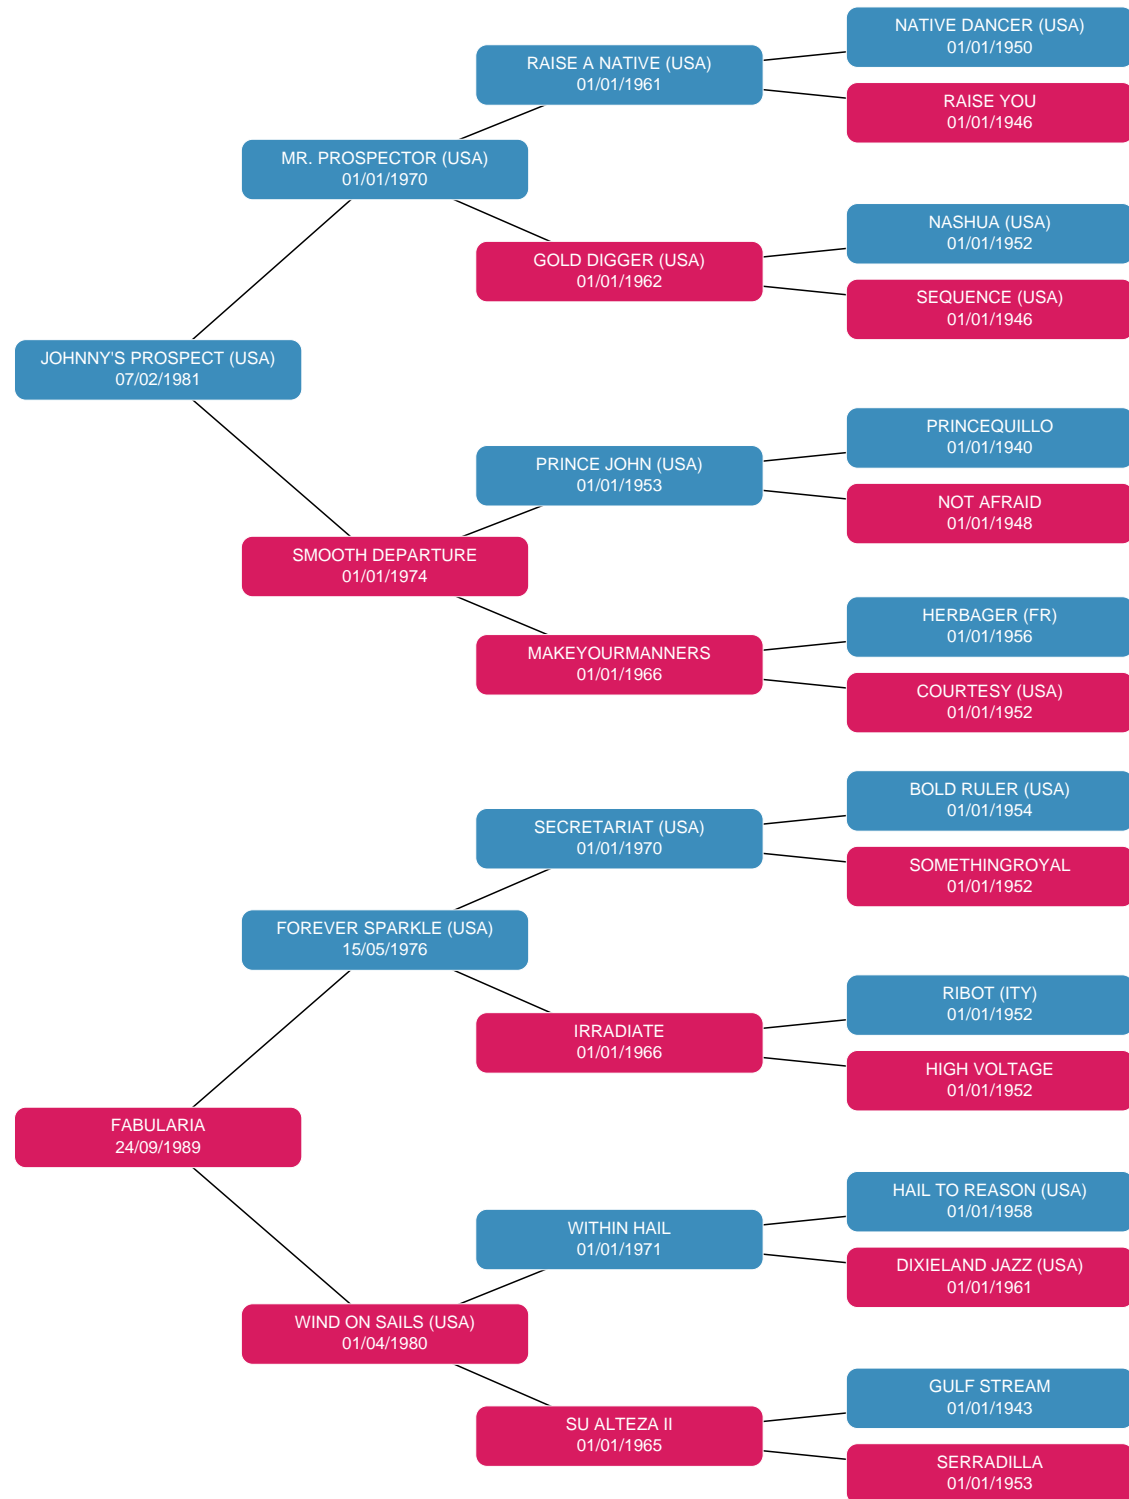 NATIVE DANCER (USA)
01/01/1950
RAISE A NATIVE (USA)
01/01/1961
RAISE YOU
01/01/1946
MR. PROSPECTOR (USA)
01/01/1970
NASHUA (USA)
01/01/1952
GOLD DIGGER (USA)
01/01/1962
SEQUENCE (USA)
01/01/1946
JOHNNY'S PROSPECT (USA)
07/02/1981
PRINCEQUILLO
01/01/1940
PRINCE JOHN (USA)
01/01/1953
NOT AFRAID
01/01/1948
SMOOTH DEPARTURE
01/01/1974
HERBAGER (FR)
01/01/1956
MAKEYOURMANNERS
01/01/1966
COURTESY (USA)
01/01/1952
BOLD RULER (USA)
01/01/1954
SECRETARIAT (USA)
01/01/1970
SOMETHINGROYAL
01/01/1952
FOREVER SPARKLE (USA)
15/05/1976
RIBOT (ITY)
01/01/1952
IRRADIATE
01/01/1966
HIGH VOLTAGE
01/01/1952
FABULARIA
24/09/1989
HAIL TO REASON (USA)
01/01/1958
WITHIN HAIL
01/01/1971
DIXIELAND JAZZ (USA)
01/01/1961
WIND ON SAILS (USA)
01/04/1980
GULF STREAM
01/01/1943
SU ALTEZA II
01/01/1965
SERRADILLA
01/01/1953